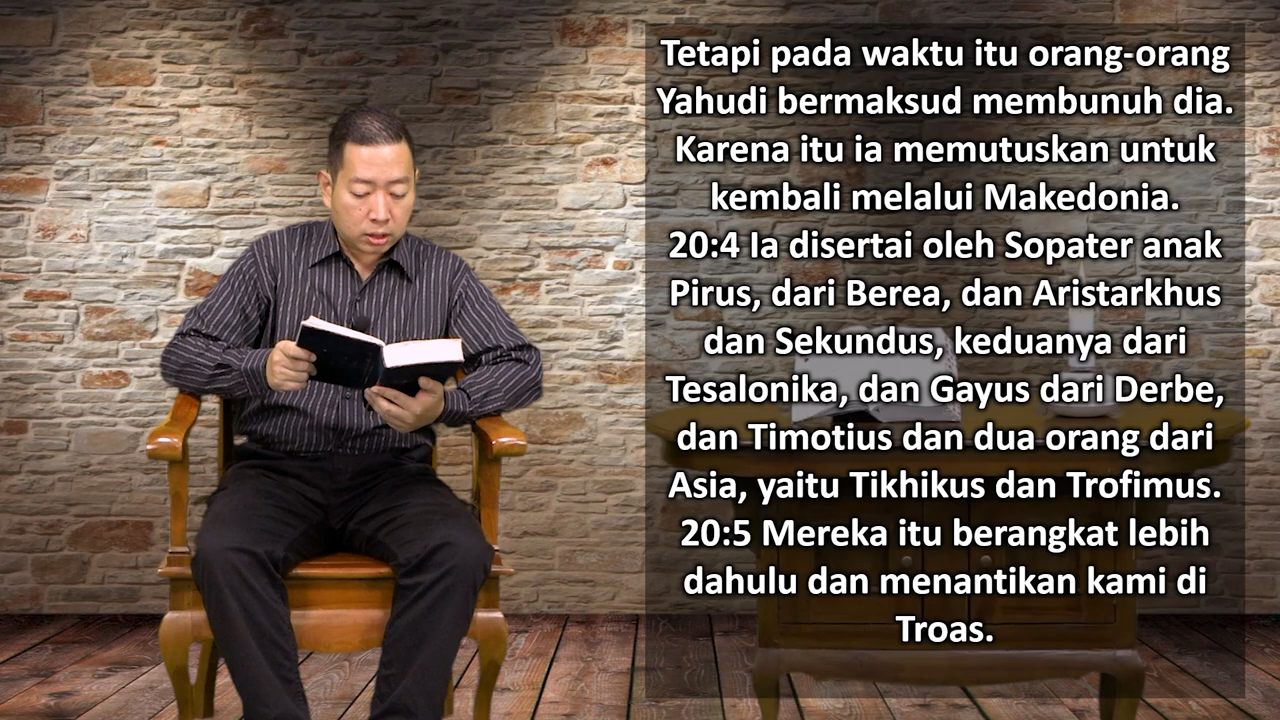 Tetapi pada waktu itu orang-orang
Yahudi bermaksud membunuh dia.
Karena itu ia memutuskan untuk
kembali melalui Makedonia.
20:4 Ia disertai oleh Sopater anak
Pirus, dari Berea, dan Aristarkhus
dan Sekundus, keduanya dari
Tesalonika, dan Gayus dari Derbe,
dan Timotius dan dua orang dari
Asia, yaitu Tikhikus dan Trofimus.
20:5 Mereka itu berangkat lebih
dahulu dan menantikan kami di
Troas.